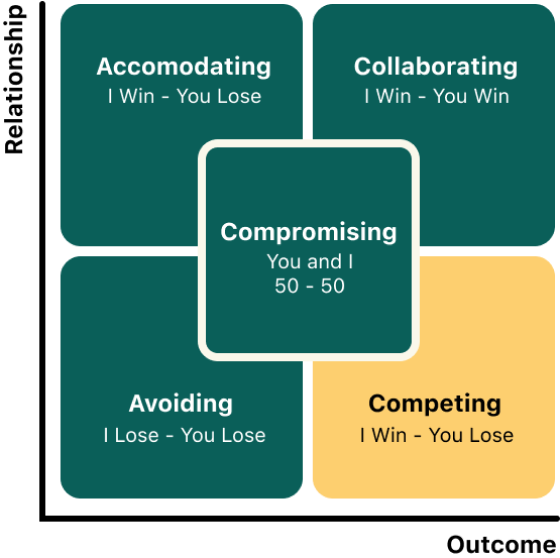 Relationship
Accomodating
I Win - You Lose
Collaborating
I Win - You Win
Compromising
You and I
50 - 50
Avoiding
I Lose - You Lose
Competing
I Win - You Lose
Outcome